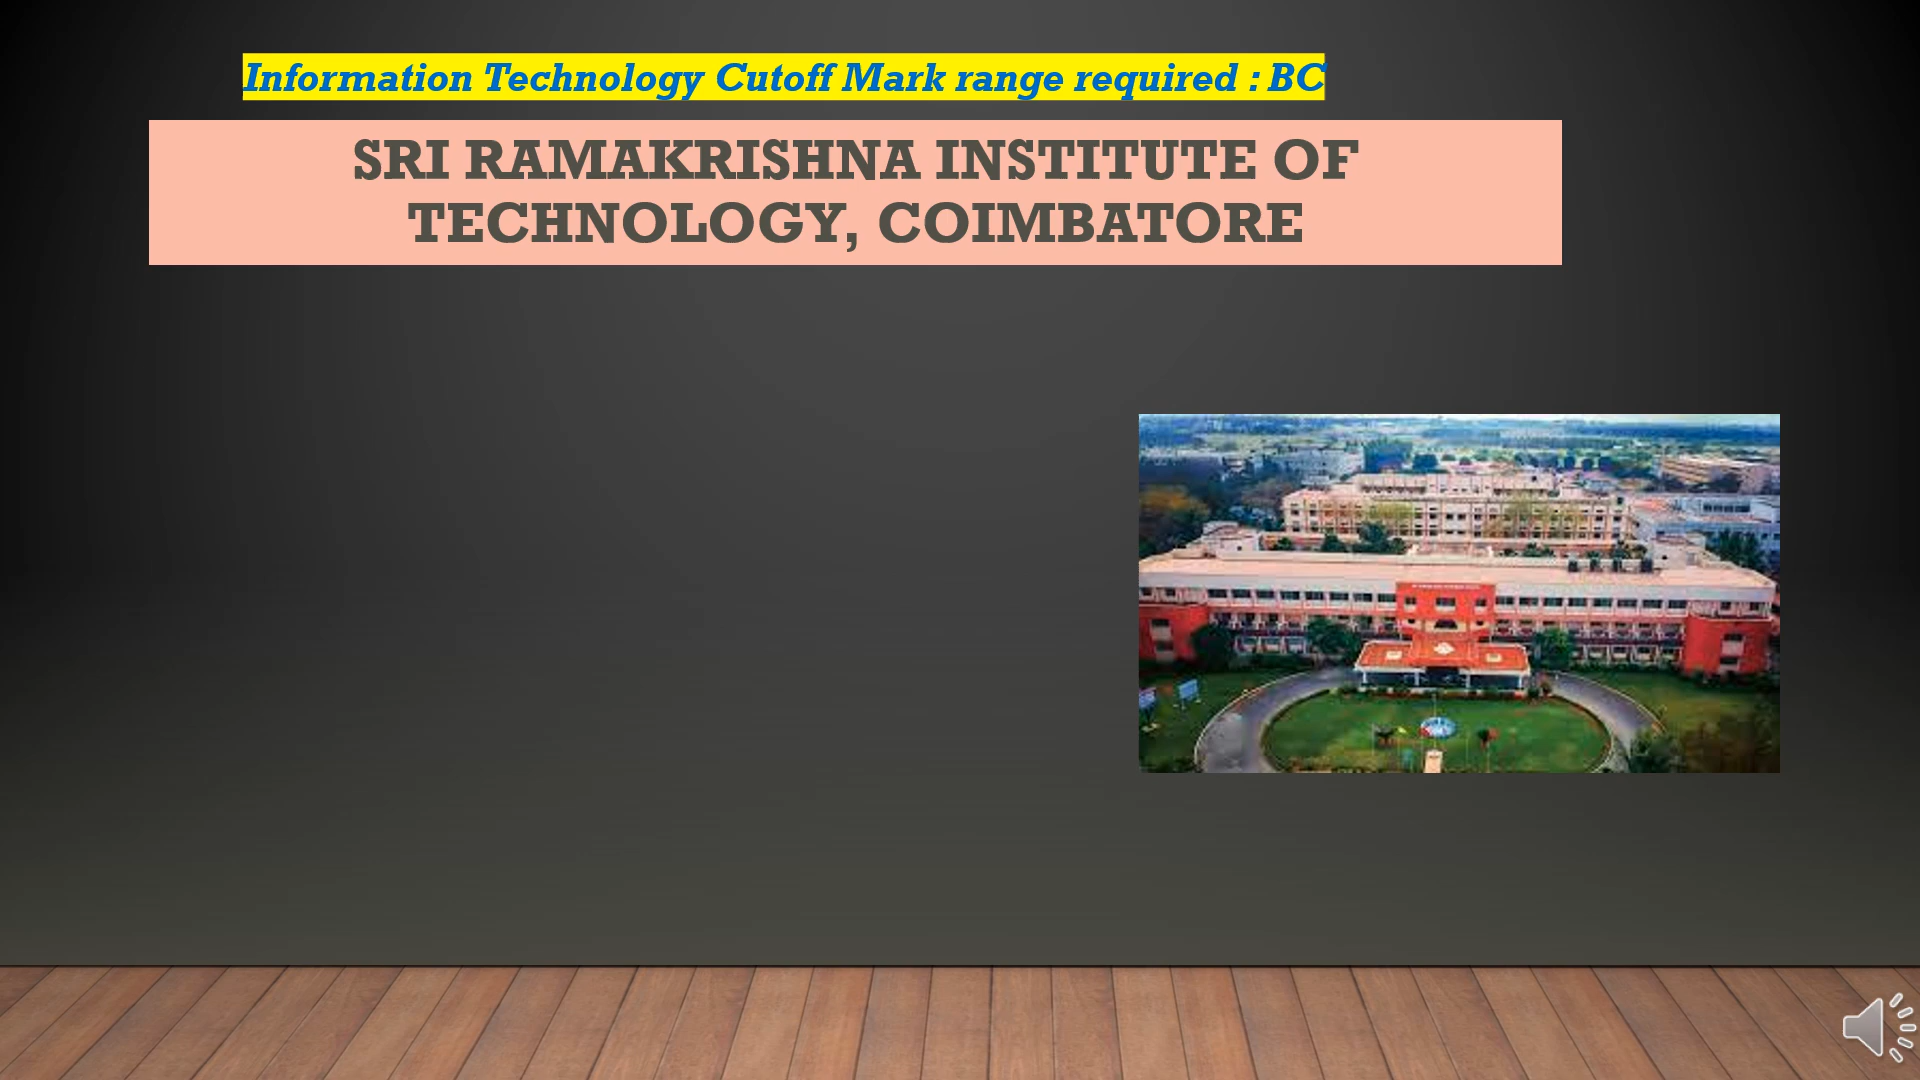 Information Technology Cutoff Mark range required : BC
SRI RAMAKRISHNA INSTITUTE OF
TECHNOLOGY, COIMBATORE